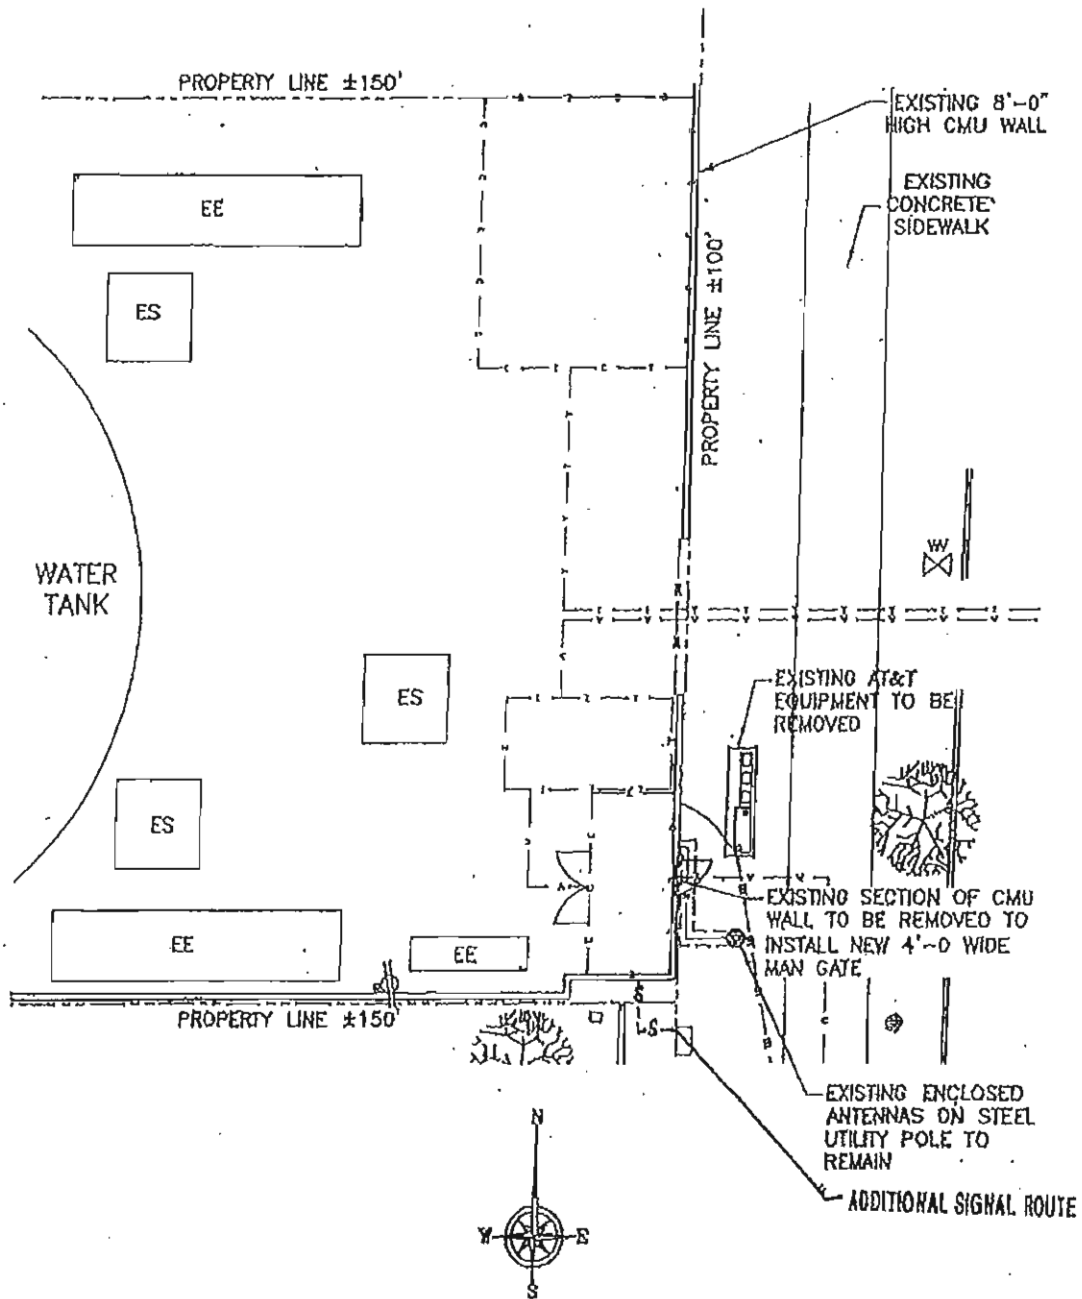 PROPERTY LINE ±150'
EXISTING 8'-0"
HIGH CMU WALL
EE
EXISTING
CONCRETE
SIDEWALK
ES
PROPERTY LINE ±100'
WATER
TANK
W
ES
EXISTING AT&T
EQUIPMENT TO BE
REMOVED
ES
EXISTING SECTION OF CMU
WALL TO BE REMOVED TO
INSTALL NEW 4'-0 WIDE
MAN GATE
EE
EE
PROPERTY LINE ±150'
S
S
B
B
C
EXISTING ENCLOSED
ANTENNAS ON STEEL
UTILITY POLE TO
REMAIN
ADDITIONAL SIGNAL ROUTE
N
W
E
S